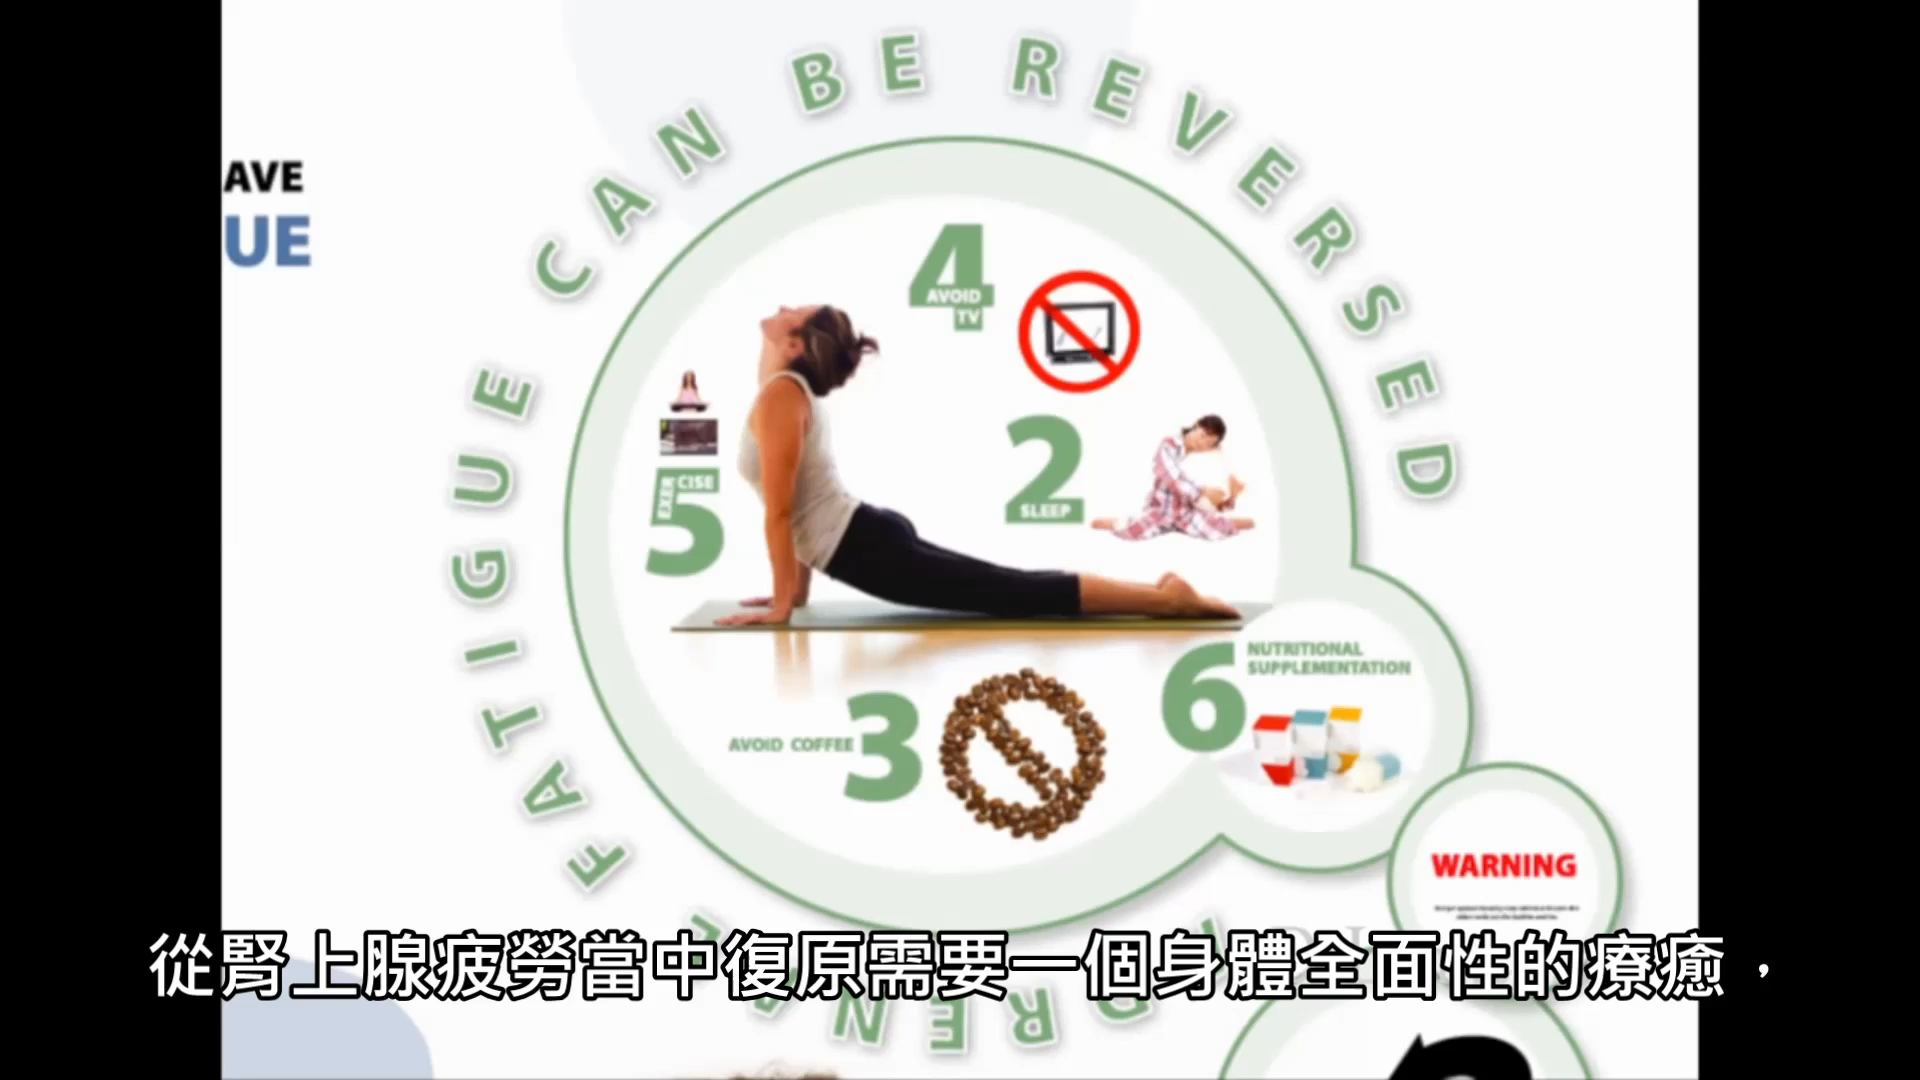 AVE
UE
ADRENAL FATIGUE CAN BE REVERSED
4
AVOID
TV
2
SLEEP
EXERCISE
5
6
NUTRITIONAL
SUPPLEMENTATION
AVOID COFFEE
3
WARNING
從腎上腺疲勞當中復原需要一個身體全面性的療癒，